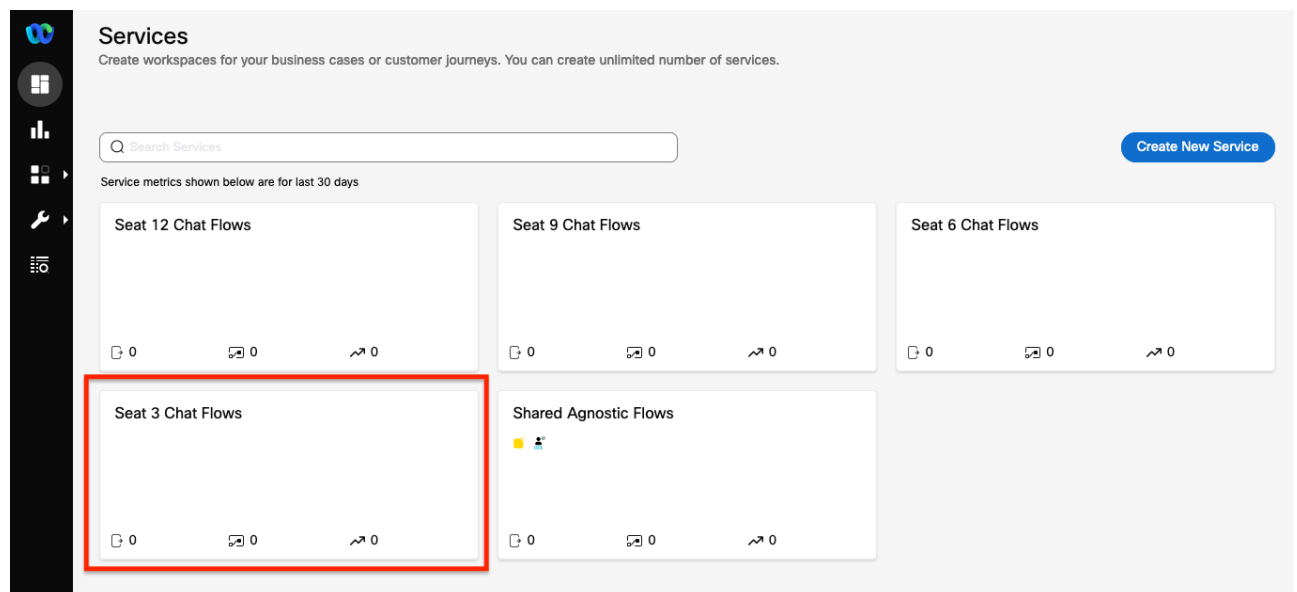 Services
Create workspaces for your business cases or customer journeys. You can create unlimited number of services.
Search Services
Create New Service
Service metrics shown below are for last 30 days
Seat 12 Chat Flows
0 0 0
Seat 9 Chat Flows
0 0 0
Seat 6 Chat Flows
0 0 0
Seat 3 Chat Flows
0 0 0
Shared Agnostic Flows
0 0 0